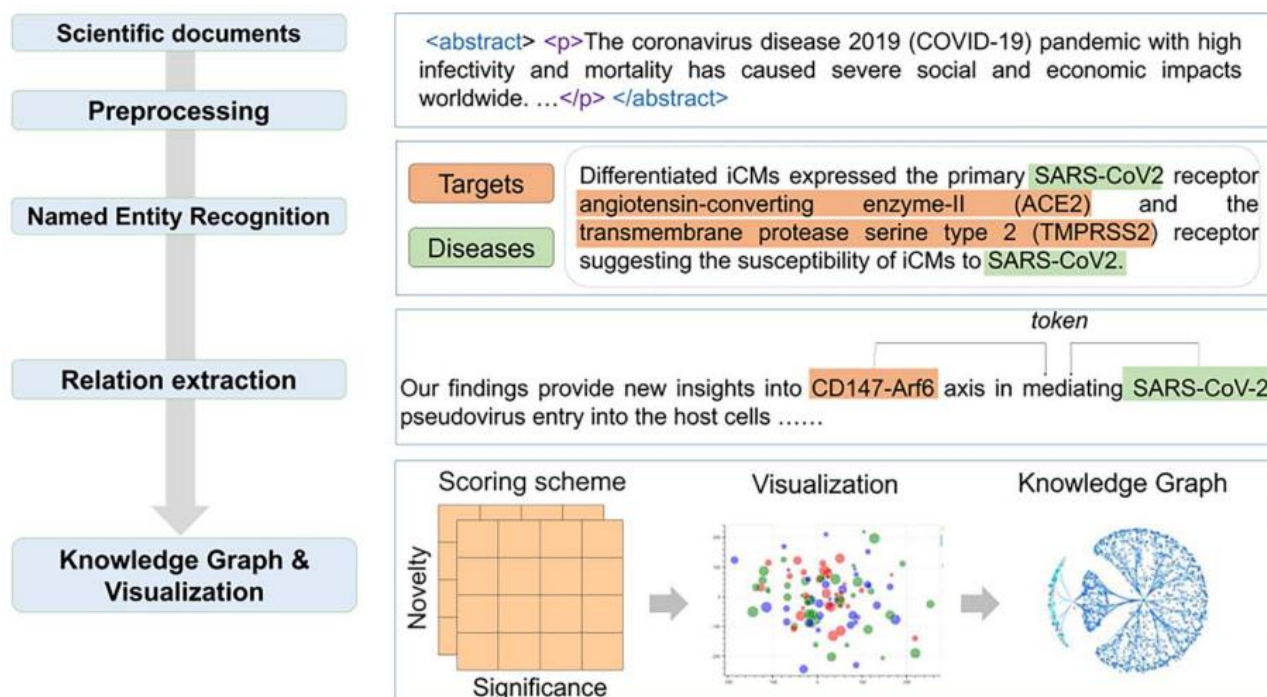 Scientific documents
Preprocessing
Named Entity Recognition
Relation extraction
Knowledge Graph &
Visualization
<abstract> <p>The coronavirus disease 2019 (COVID-19) pandemic with high
infectivity and mortality has caused severe social and economic impacts
worldwide. …</p> </abstract>
Targets
Diseases
Differentiated iCMs expressed the primary SARS-CoV2 receptor
angiotensin-converting enzyme-II (ACE2) and the
transmembrane protease serine type 2 (TMPRSS2) receptor
suggesting the susceptibility of iCMs to SARS-CoV2.
token
Our findings provide new insights into CD147-Arf6 axis in mediating SARS-CoV-2
pseudovirus entry into the host cells ……
Scoring scheme
Novelty
Significance
Visualization
Knowledge Graph